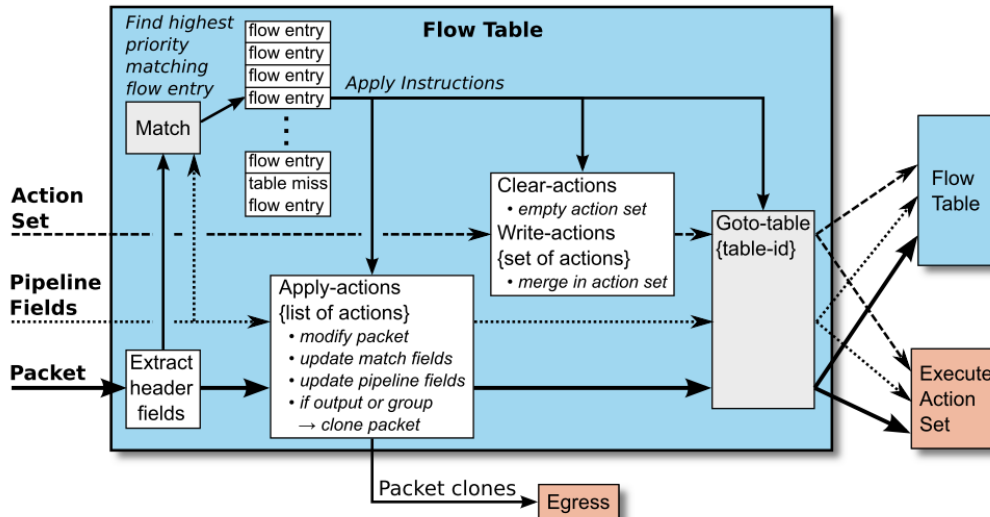 Find highest
priority
matching
flow entry
flow entry
flow entry
flow entry
flow entry
flow entry
table miss
flow entry
Flow Table
Apply Instructions
Match
Action
Set
Pipeline
Fields
Packet
Extract
header
fields
Apply-actions
{list of actions}
• modify packet
• update match fields
• update pipeline fields
• if output or group
→ clone packet
Clear-actions
• empty action set
Write-actions
{set of actions}
• merge in action set
Goto-table
{table-id}
Flow
Table
Execute
Action
Set
Packet clones
Egress